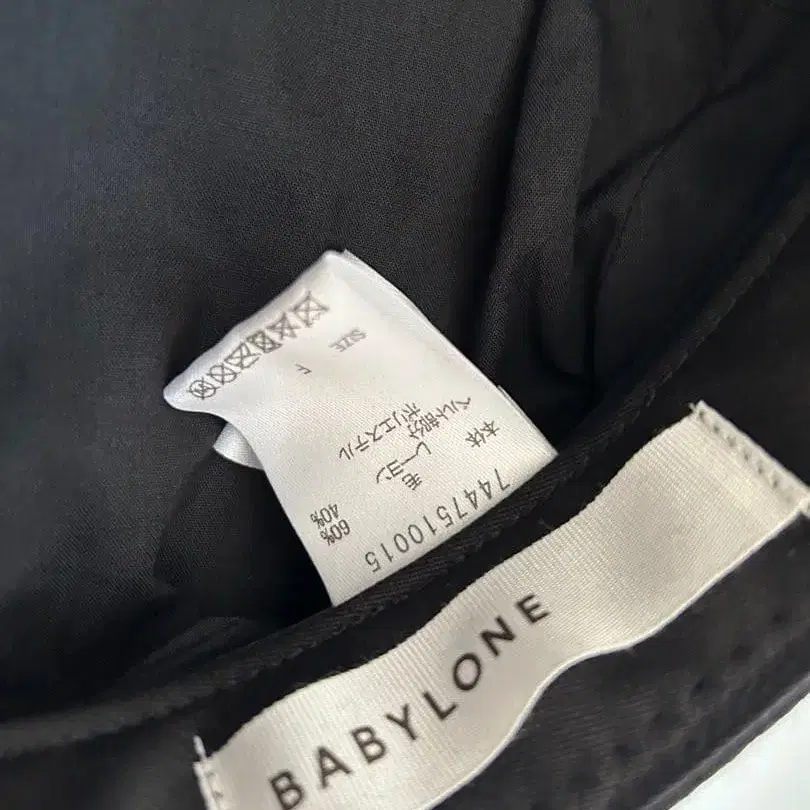 7447510015
本体
毛 60%
レーヨン 40%
ベルト部分
ポリエステル
SIZE
F
BABYLONE